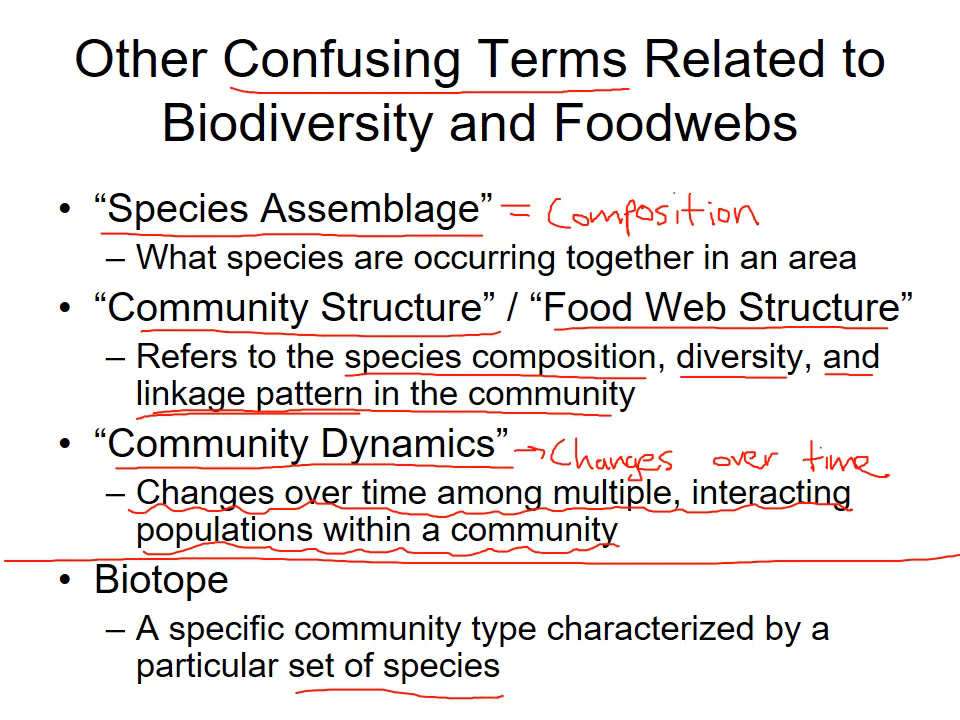 Other Confusing Terms Related to
Biodiversity and Foodwebs
• “Species Assemblage” = Composition
– What species are occurring together in an area
• “Community Structure” / “Food Web Structure”
– Refers to the species composition, diversity, and
linkage pattern in the community
• “Community Dynamics” → Changes over time
– Changes over time among multiple, interacting
populations within a community
• Biotope
– A specific community type characterized by a
particular set of species